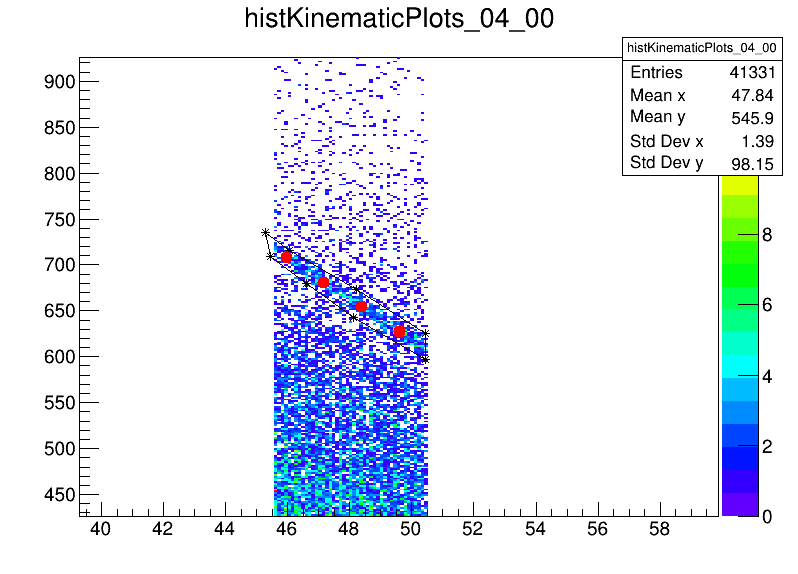 histKinematicPlots_04_00
histKinematicPlots_04_00
Entries 41331
Mean x 47.84
Mean y 545.9
Std Dev x 1.39
Std Dev y 98.15
900
850
800
750
700
650
600
550
500
450
8
6
4
2
0
40 42 44 46 48 50 52 54 56 58